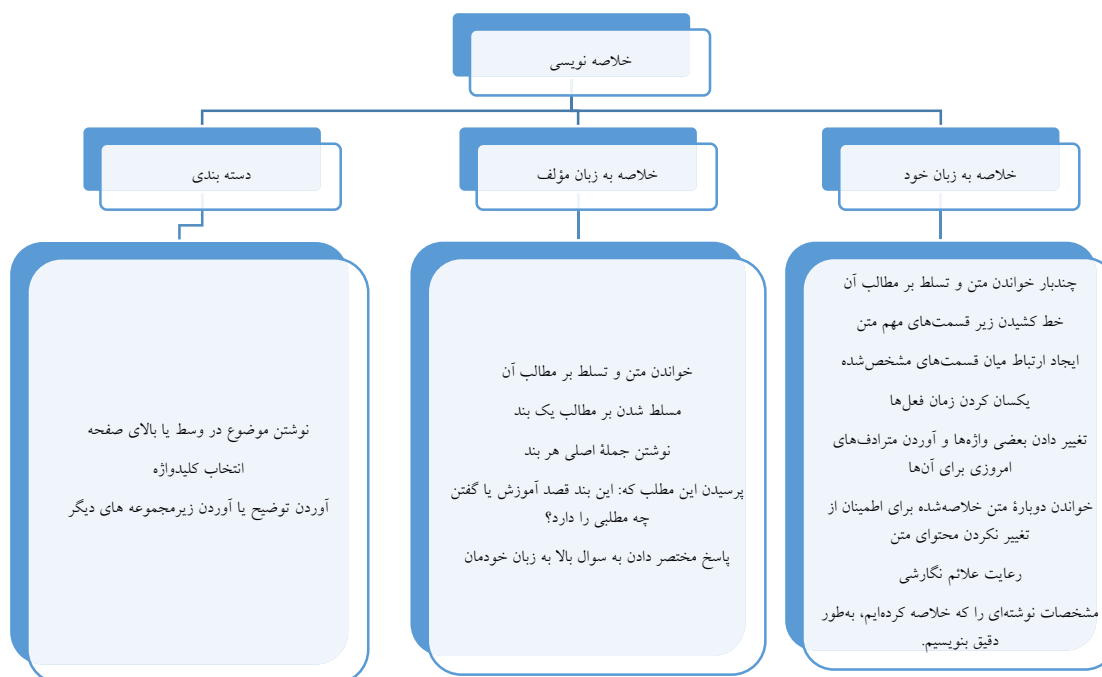 خلاصه نویسی
خلاصه به زبان خود
خلاصه به زبان مؤلف
دسته بندی
چندبار خواندن متن و تسلط بر مطالب آن
خط کشیدن زیر قسمت‌های مهم متن
ایجاد ارتباط میان قسمت‌های مشخص‌شده
یکسان کردن زمان فعل‌ها
تغییر دادن بعضی واژه‌ها و آوردن مترادف‌های
امروزی برای آن‌ها
خواندن دوبارهٔ متن خلاصه‌شده برای اطمینان از
تغییر نکردن محتوای متن
رعایت علائم نگارشی
مشخصات نوشته‌ای را که خلاصه کرده‌ایم، به‌طور
دقیق بنویسیم.
خواندن متن و تسلط بر مطالب آن
مسلط شدن بر مطالب یک بند
نوشتن جملهٔ اصلی هر بند
پرسیدن این مطلب که: این بند قصد آموزش یا گفتن
چه مطلبی را دارد؟
پاسخ مختصر دادن به سوال بالا به زبان خودمان
نوشتن موضوع در وسط یا بالای صفحه
انتخاب کلیدواژه
آوردن توضیح یا آوردن زیرمجموعه های دیگر